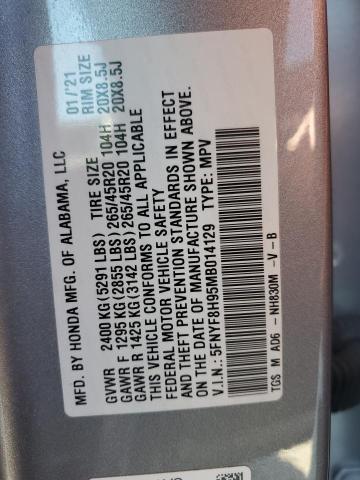 MFD. BY HONDA MFG. OF ALABAMA, LLC 01/'21
TIRE SIZE RIM SIZE
GVWR 2400 KG(5291 LBS)
GAWR F 1295 KG(2855 LBS) 265/45R20 104H 20X8.5J
GAWR R 1425 KG(3142 LBS) 265/45R20 104H 20X8.5J
THIS VEHICLE CONFORMS TO ALL APPLICABLE
FEDERAL MOTOR VEHICLE SAFETY
AND THEFT PREVENTION STANDARDS IN EFFECT
ON THE DATE OF MANUFACTURE SHOWN ABOVE.
V.I.N.: 5FNYF8H95MB014129 TYPE: MPV
TGS M A06 -NH830M -V -B